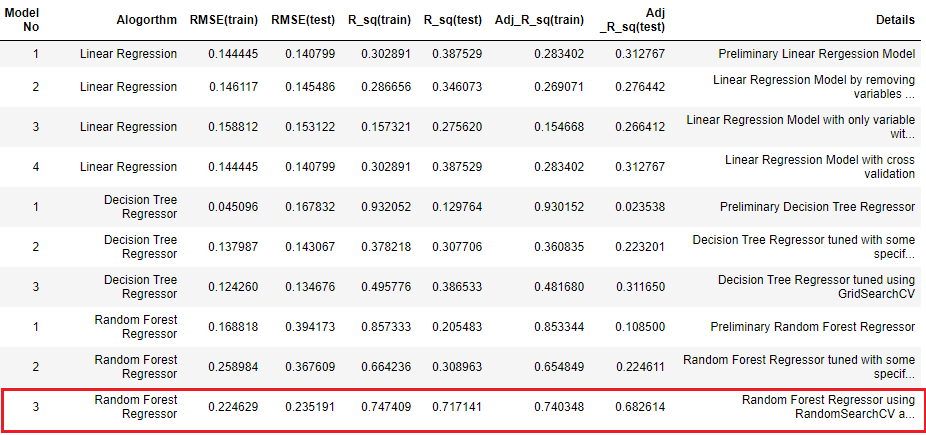 Model No Alogorthm RMSE(train) RMSE(test) R_sq(train) R_sq(test) Adj_R_sq(train) Adj _R_sq(test) Details
1 Linear Regression 0.144445 0.140799 0.302891 0.387529 0.283402 0.312767 Preliminary Linear Rergession Model
2 Linear Regression 0.146117 0.145486 0.286656 0.346073 0.269071 0.276442 Linear Regression Model by removing variables ...
3 Linear Regression 0.158812 0.153122 0.157321 0.275620 0.154668 0.266412 Linear Regression Model with only variable wit...
4 Linear Regression 0.144445 0.140799 0.302891 0.387529 0.283402 0.312767 Linear Regression Model with cross validation
1 Decision Tree Regressor 0.045096 0.167832 0.932052 0.129764 0.930152 0.023538 Preliminary Decision Tree Regressor
2 Decision Tree Regressor 0.137987 0.143067 0.378218 0.307706 0.360835 0.223201 Decision Tree Regressor tuned with some specif...
3 Decision Tree Regressor 0.124260 0.134676 0.495776 0.386533 0.481680 0.311650 Decision Tree Regressor tuned using GridSearchCV
1 Random Forest Regressor 0.168818 0.394173 0.857333 0.205483 0.853344 0.108500 Preliminary Random Forest Regressor
2 Random Forest Regressor 0.258984 0.367609 0.664236 0.308963 0.654849 0.224611 Random Forest Regressor tuned with some specif...
3 Random Forest Regressor 0.224629 0.235191 0.747409 0.717141 0.740348 0.682614 Random Forest Regressor using RandomSearchCV a...